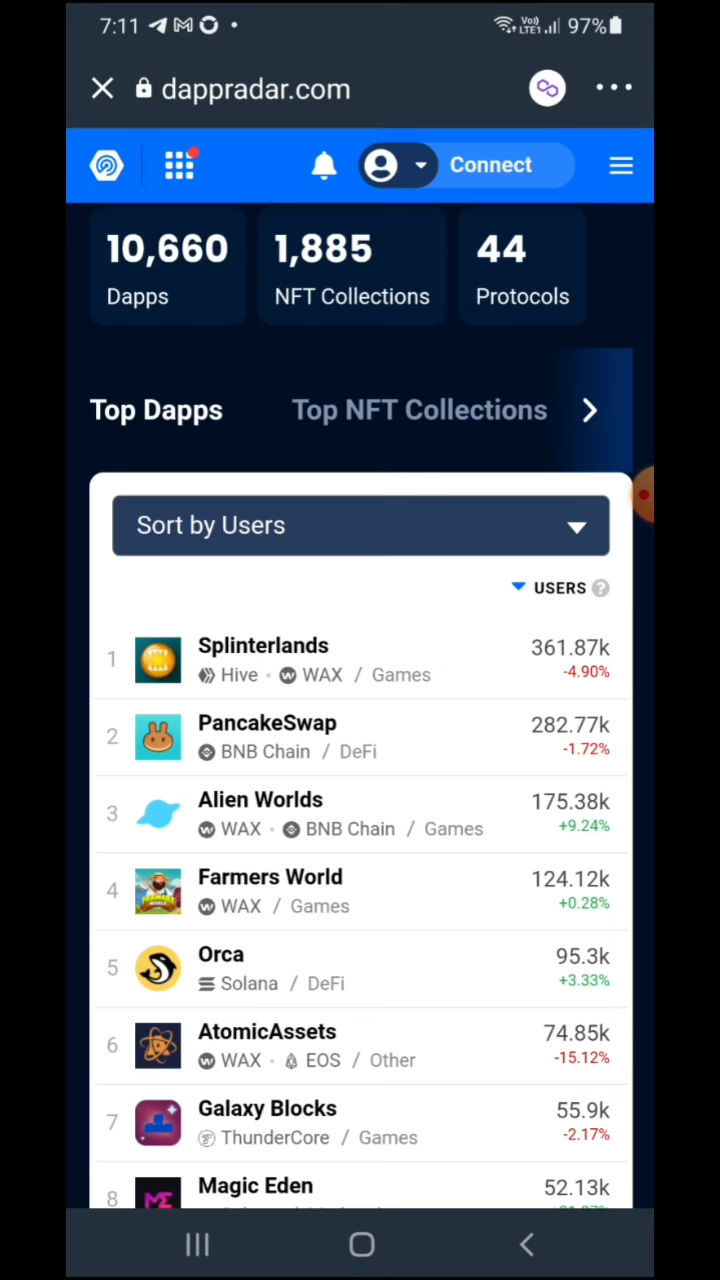 7:11 97%
Vo)
LTE1
dappradar.com
Connect
10,660 1,885 44
Dapps NFT Collections Protocols
Top Dapps Top NFT Collections
Sort by Users
USERS ?
1 Splinterlands 361.87k
Hive • WAX / Games -4.90%
2 PancakeSwap 282.77k
BNB Chain / DeFi -1.72%
3 Alien Worlds 175.38k
WAX • BNB Chain / Games +9.24%
4 Farmers World 124.12k
WAX / Games +0.28%
5 Orca 95.3k
Solana / DeFi +3.33%
6 AtomicAssets 74.85k
WAX • EOS / Other -15.12%
7 Galaxy Blocks 55.9k
ThunderCore / Games -2.17%
8 Magic Eden 52.13k
ME